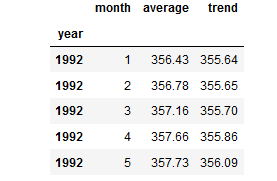 month average trend
year
1992 1 356.43 355.64
1992 2 356.78 355.65
1992 3 357.16 355.70
1992 4 357.66 355.86
1992 5 357.73 356.09